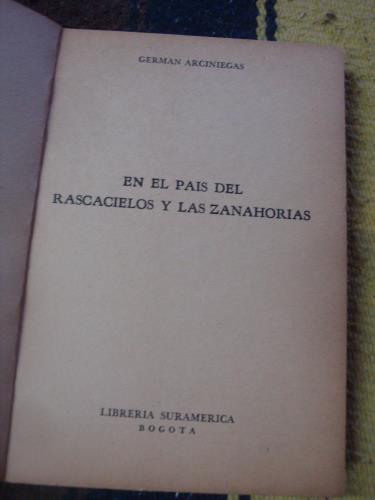 GERMAN ARCINIEGAS
EN EL PAIS DEL
RASCACIELOS Y LAS ZANAHORIAS
LIBRERIA SURAMERICA
BOGOTA